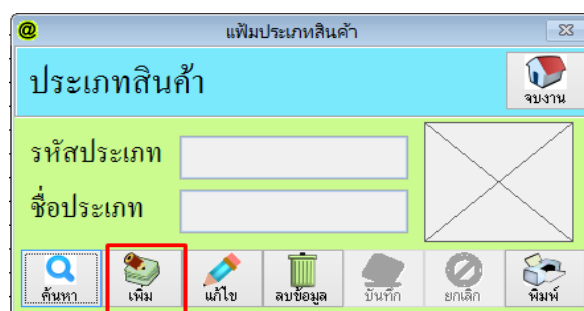 @ แฟ้มประเภทสินค้า
ประเภทสินค้า
จบงาน
รหัสประเภท
ชื่อประเภท
ค้นหา เพิ่ม แก้ไข ลบข้อมูล บันทึก ยกเลิก พิมพ์